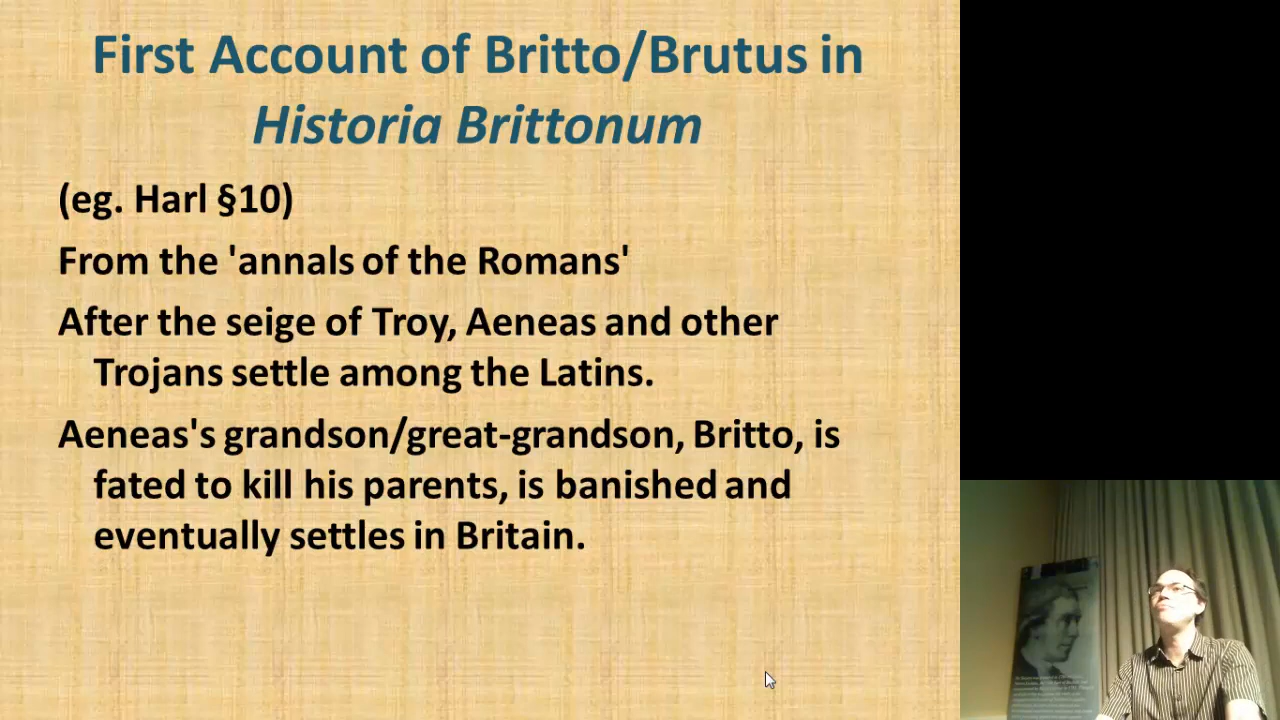 First Account of Britto/Brutus in
Historia Brittonum
(eg. Harl §10)
From the 'annals of the Romans'
After the seige of Troy, Aeneas and other
Trojans settle among the Latins.
Aeneas's grandson/great-grandson, Britto, is
fated to kill his parents, is banished and
eventually settles in Britain.